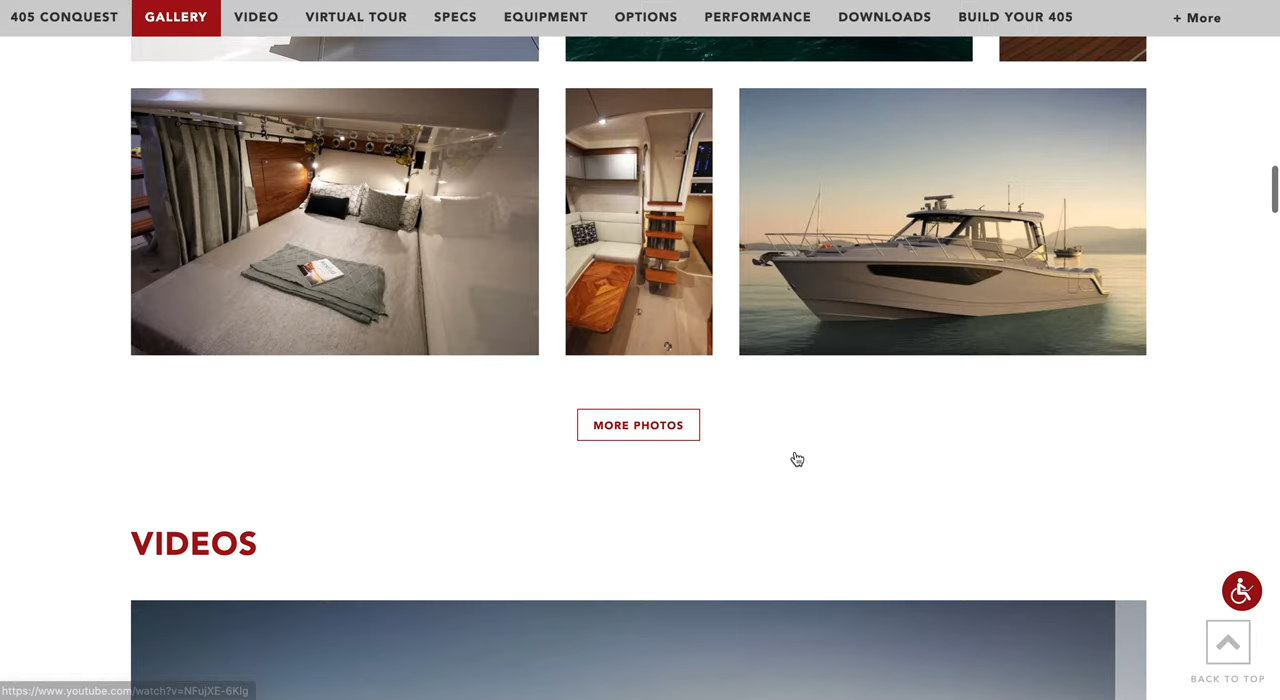 405 CONQUEST GALLERY VIDEO VIRTUAL TOUR SPECS EQUIPMENT OPTIONS PERFORMANCE DOWNLOADS BUILD YOUR 405 + More
MORE PHOTOS
VIDEOS
BACK TO TOP
https://www.youtube.com/watch?v=NFujXE-6KIg